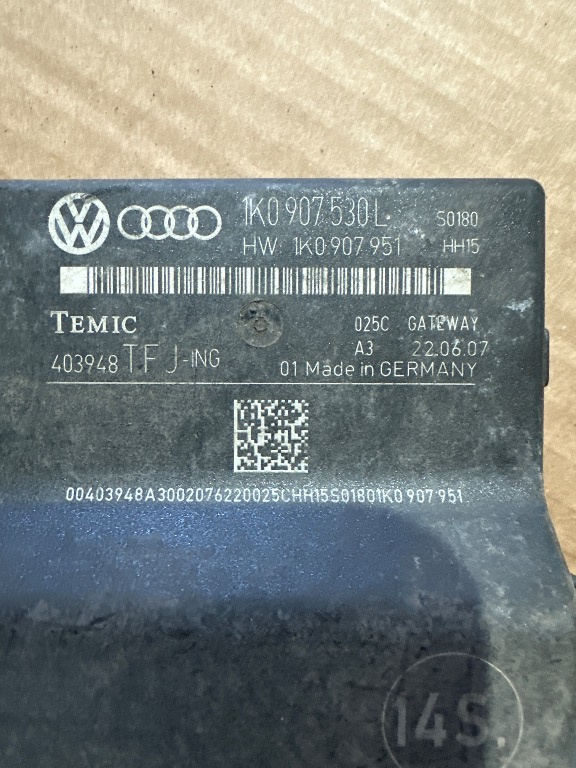 1K0 907 530 L. S0180
HW 1K0 907 951 HH15
TEMIC 025C GATEWAY
A3 22.06.07
403948 TFJ-ING 01 Made in GERMANY
00403948A3002076220025CHH15S01801K0 907 951
14S.